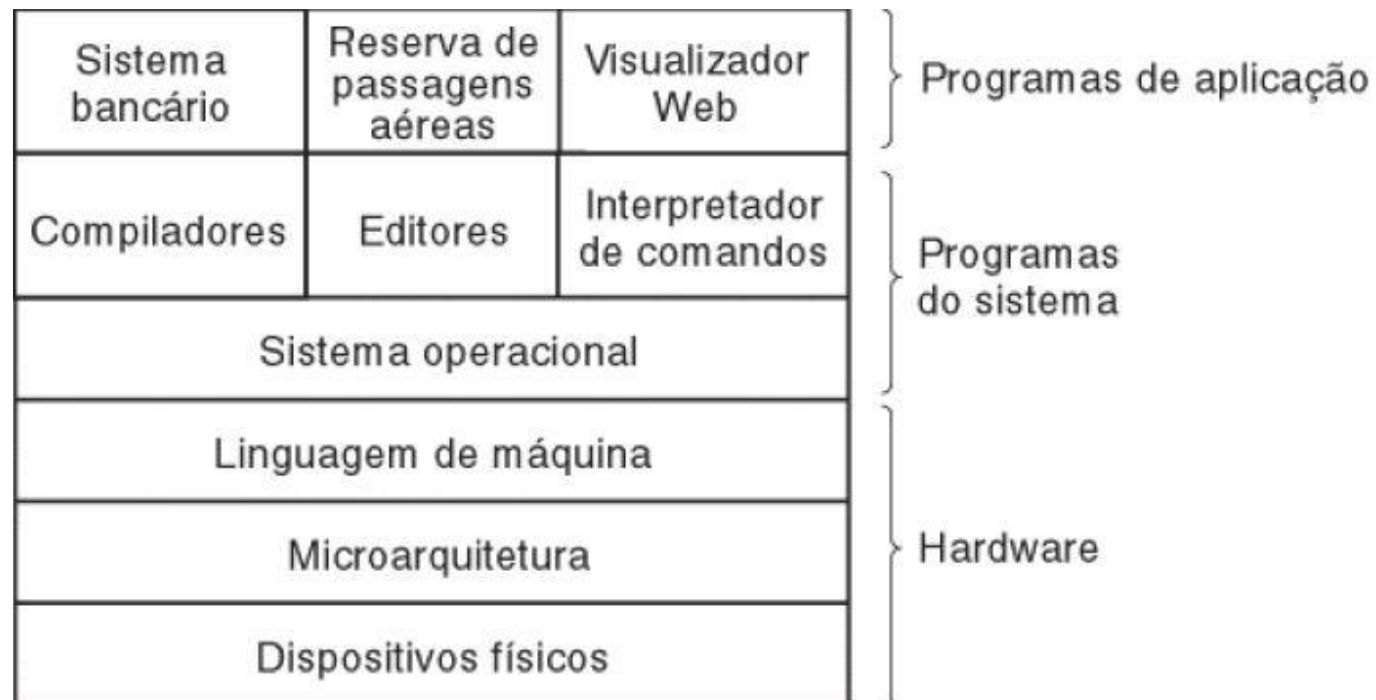 Sistema
bancário
Reserva de
passagens
aéreas
Visualizador
Web
Programas de aplicação
Compiladores
Editores
Interpretador
de comandos
Programas
do sistema
Sistema operacional
Linguagem de máquina
Microarquitetura
Hardware
Dispositivos físicos